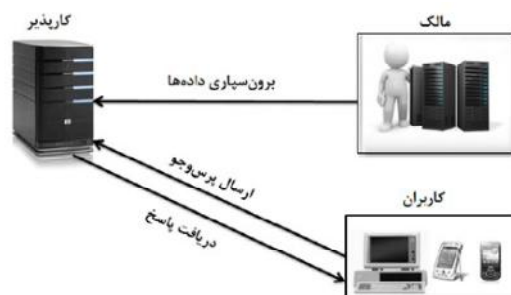 مالک
کارپذیر
برون‌سپاری داده‌ها
ارسال پرس‌وجو
کاربران
دریافت پاسخ